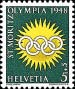 ST. MORITZ OLYMPIA 1948
HELVETIA 5